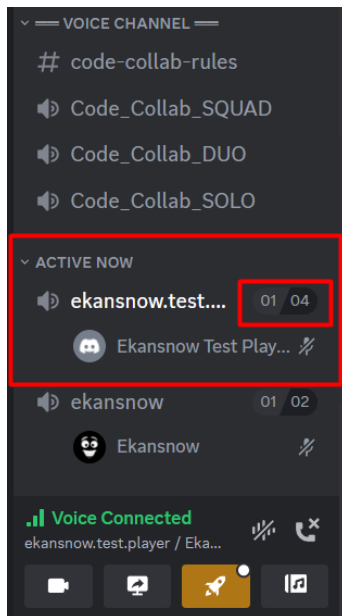 VOICE CHANNEL
# code-collab-rules
Code_Collab_SQUAD
Code_Collab_DUO
Code_Collab_SOLO
ACTIVE NOW
ekansnow.test.... 01 04
Ekansnow Test Play...
ekansnow 01 02
Ekansnow
Voice Connected
ekansnow.test.player / Eka...